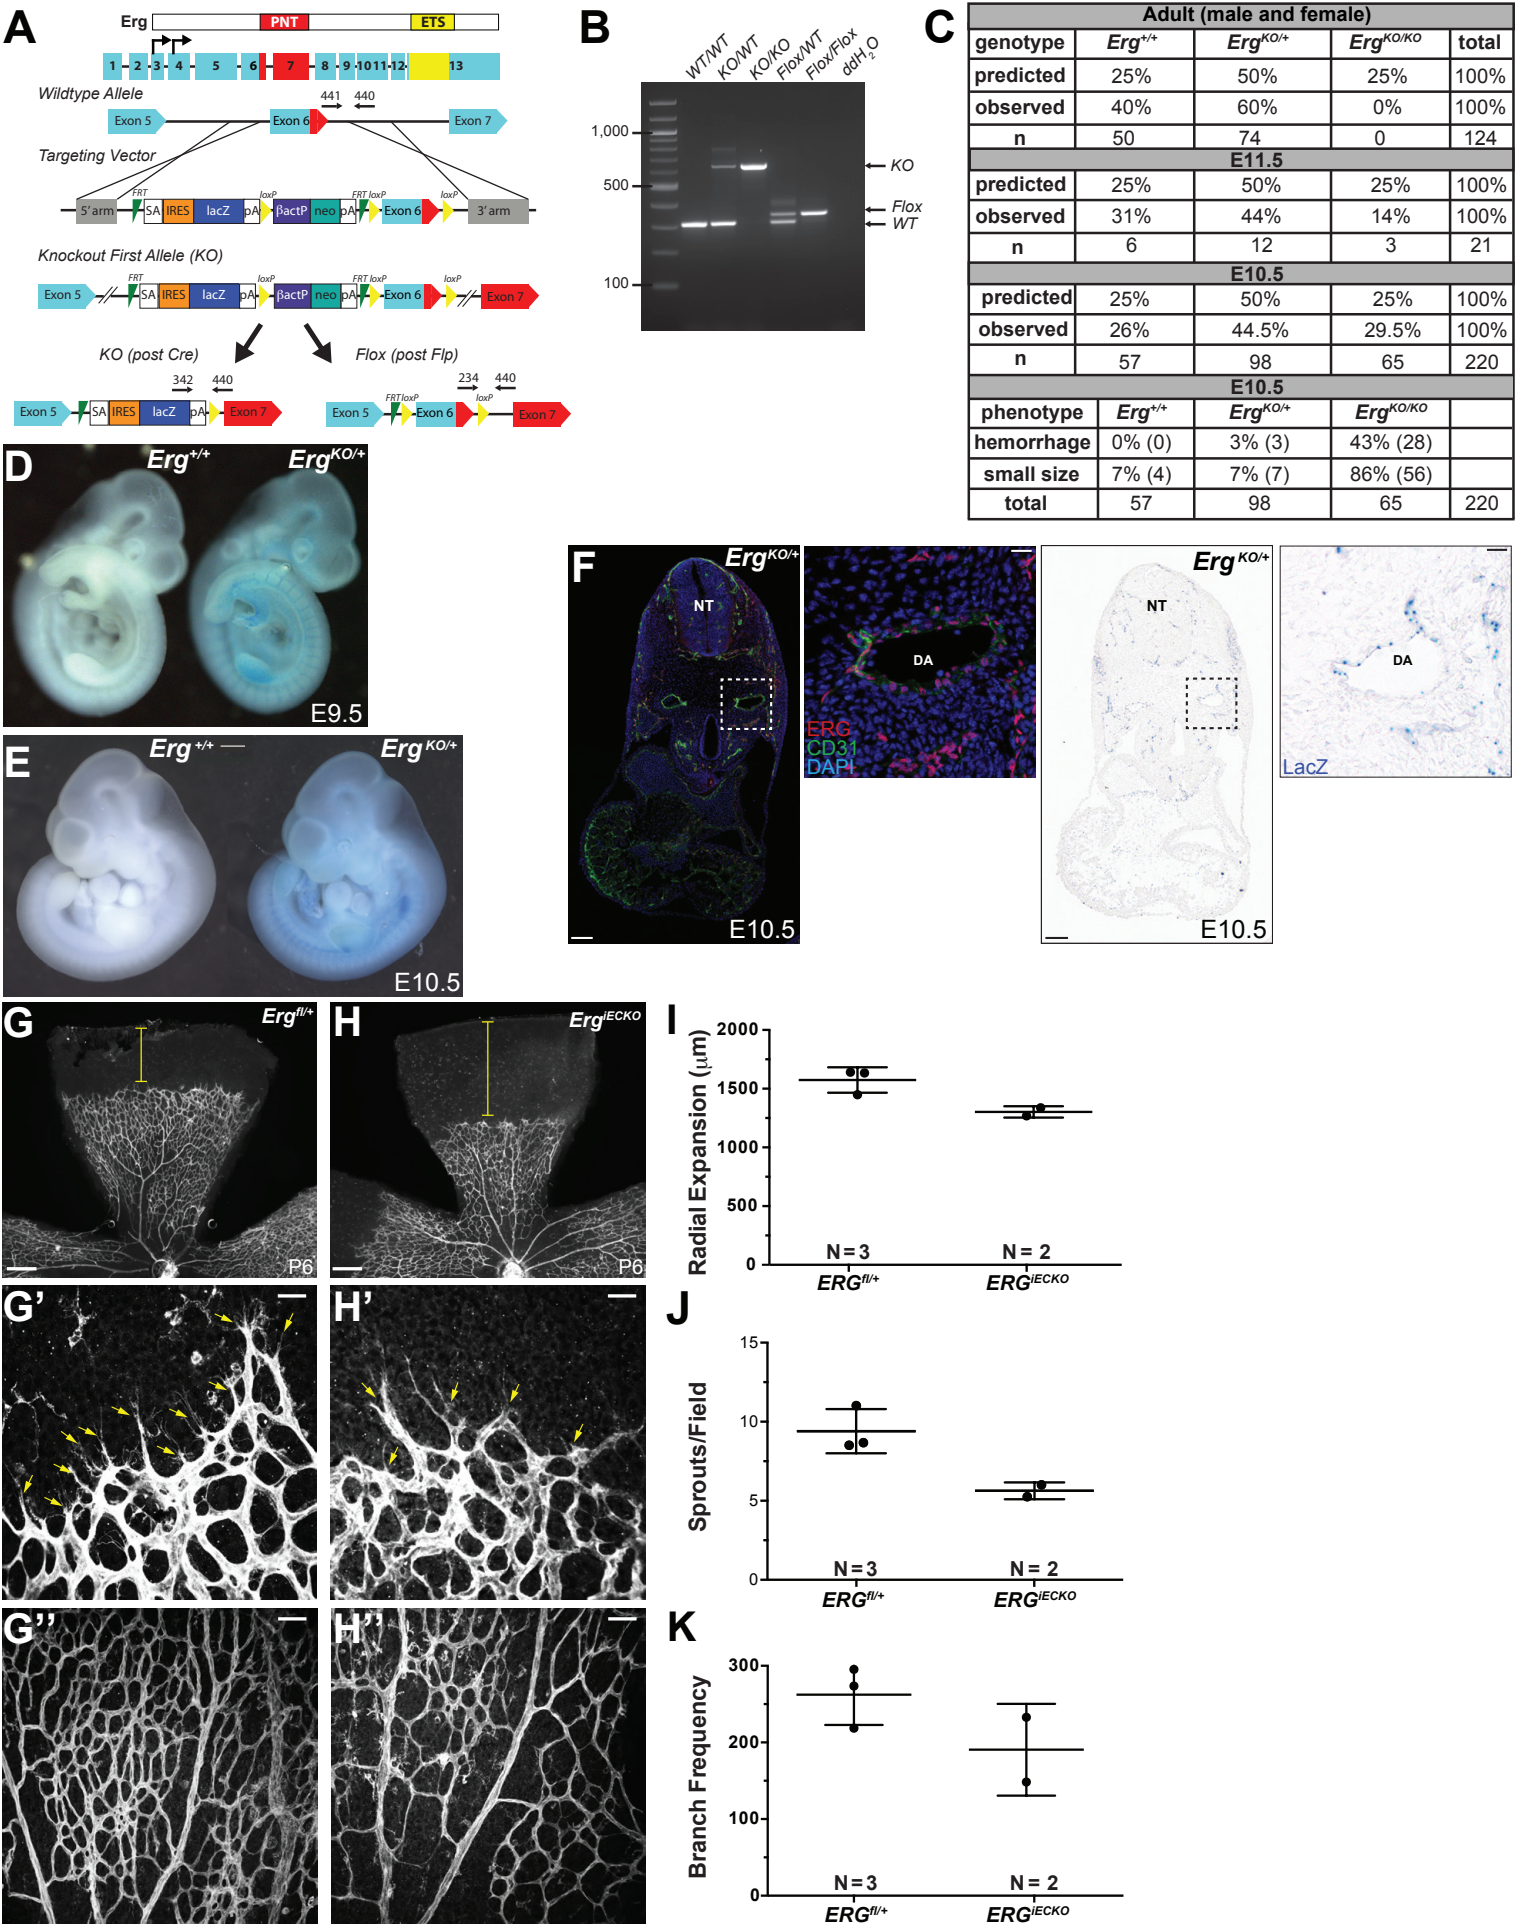 A
Erg PNT ETS
1 2 3 4 5 6 7 8 9 10 11 12 13
Wildtype Allele
441 440
Exon 5 Exon 6 Exon 7
Targeting Vector
FRT loxP FRT loxP loxP
5' arm SA IRES lacZ pA βactP neo pA Exon 6 3' arm
Knockout First Allele (KO)
FRT loxP FRT loxP loxP
Exon 5 SA IRES lacZ pA βactP neo pA Exon 6 Exon 7
KO (post Cre) Flox (post Flp)
342 440 234 440
FRT loxP loxP
Exon 5 SA IRES lacZ pA Exon 7 Exon 5 Exon 6 Exon 7
B
WT/WT KO/WT KO/KO Flox/WT Flox/Flox ddH2O
1,000
KO
500
Flox
WT
100
C
Adult (male and female)
genotype Erg+/+ ErgKO/+ ErgKO/KO total
predicted 25% 50% 25% 100%
observed 40% 60% 0% 100%
n 50 74 0 124
E11.5
predicted 25% 50% 25% 100%
observed 31% 44% 14% 100%
n 6 12 3 21
E10.5
predicted 25% 50% 25% 100%
observed 26% 44.5% 29.5% 100%
n 57 98 65 220
E10.5
phenotype Erg+/+ ErgKO/+ ErgKO/KO
hemorrhage 0% (0) 3% (3) 43% (28)
small size 7% (4) 7% (7) 86% (56)
total 57 98 65 220
D
Erg+/+ ErgKO/+
E9.5
E
Erg+/+ ErgKO/+
E10.5
F
ErgKO/+
NT
E10.5
DA
ERG
CD31
DAPI
ErgKO/+
NT
E10.5
DA
LacZ
G
Ergfl/+
P6
H
ErgiECKO
P6
G'
H'
G''
H''
I
Radial Expansion (μm)
2000
1500
1000
500
0
N = 3 N = 2
ERGfl/+ ERGiECKO
J
Sprouts/Field
15
10
5
0
N = 3 N = 2
ERGfl/+ ERGiECKO
K
Branch Frequency
300
200
100
0
N = 3 N = 2
ERGfl/+ ERGiECKO